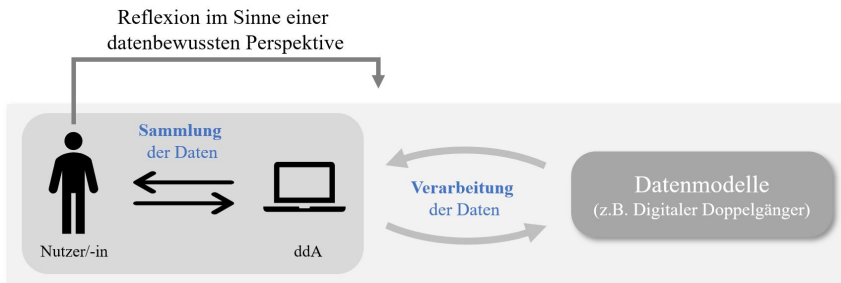 Reflexion im Sinne einer
datenbewussten Perspektive
Sammlung
der Daten
Nutzer/-in
ddA
Verarbeitung
der Daten
Datenmodelle
(z.B. Digitaler Doppelgänger)